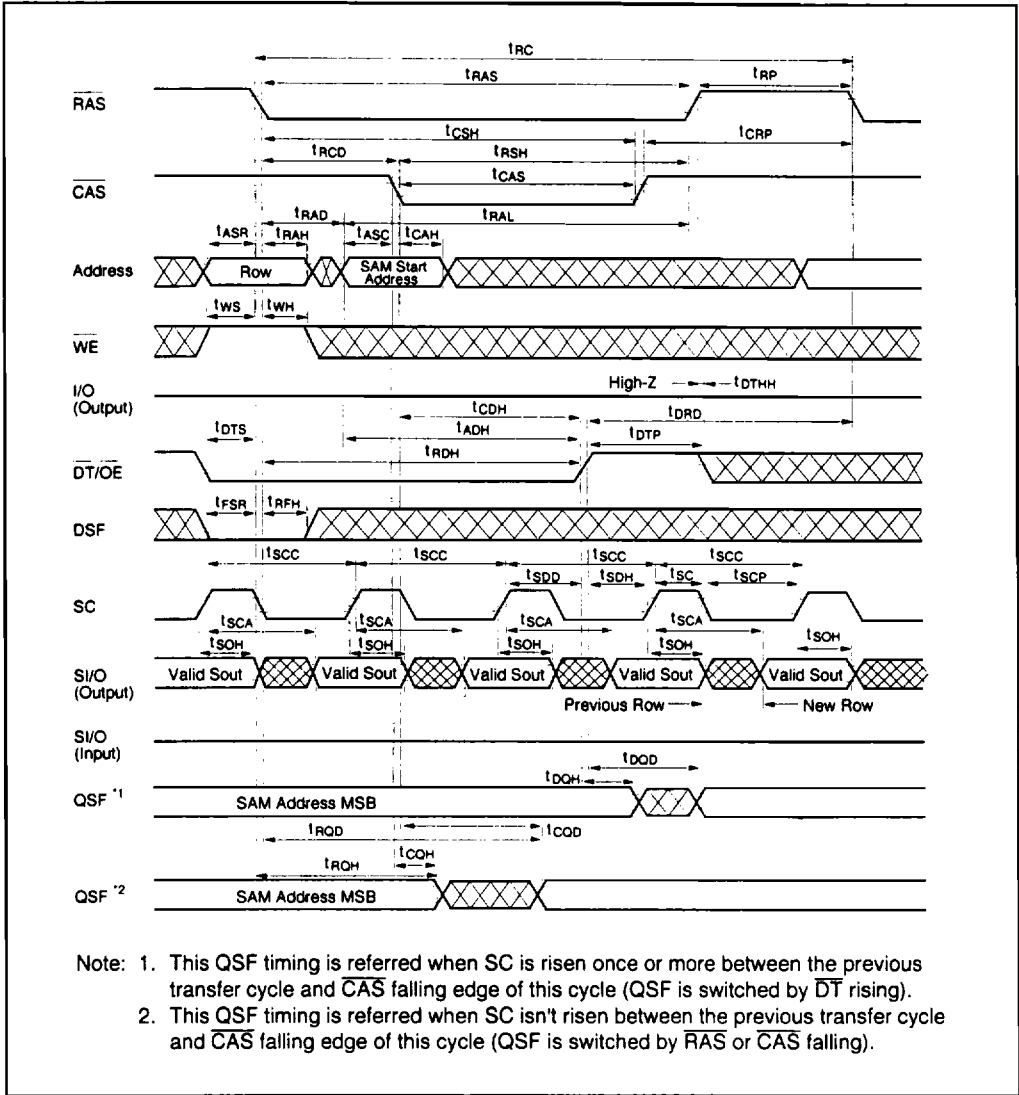 tRC
tRAS tRP
RAS
tCSH tCRP
tRCD tRSH
tCAS
CAS
tRAD tRAL
tASR tRAH tASC tCAH
Address Row SAM Start Address
tWS tWH
WE
High-Z tDTHH
I/O (Output)
tCDH tDRD
tDTS tADH tDTP
tRDH
DT/OE
tFSR tRFH
DSF
tSCC tSCC tSCC tSCC
tSDD tSDH tSC tSCP
SC
tSCA tSCA tSCA tSCA
tSOH tSOH tSOH tSOH tSOH
SI/O (Output) Valid Sout Valid Sout Valid Sout Valid Sout Valid Sout
Previous Row New Row
SI/O (Input)
tDQD
tDQH
QSF *1 SAM Address MSB
tRQD tCQD
tCQH
tRQH
QSF *2 SAM Address MSB
Note: 1. This QSF timing is referred when SC is risen once or more between the previous
transfer cycle and CAS falling edge of this cycle (QSF is switched by DT rising).
2. This QSF timing is referred when SC isn't risen between the previous transfer cycle
and CAS falling edge of this cycle (QSF is switched by RAS or CAS falling).